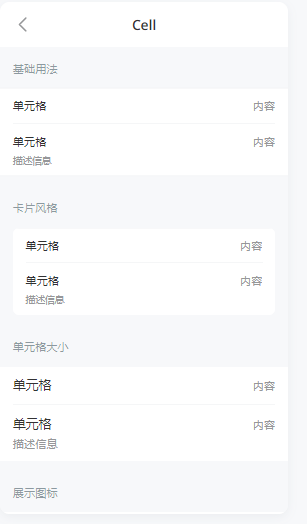 Cell
基础用法
单元格 内容
单元格 内容
描述信息
卡片风格
单元格 内容
单元格 内容
描述信息
单元格大小
单元格 内容
单元格 内容
描述信息
展示图标